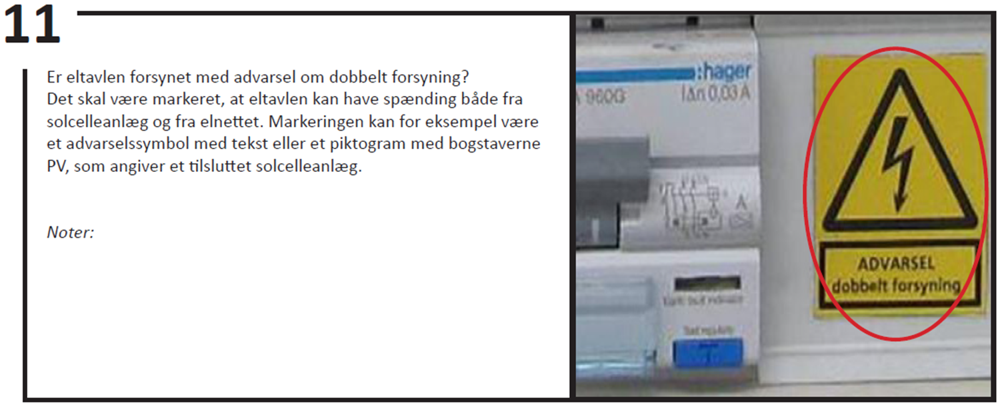 11
Er eltavlen forsynet med advarsel om dobbelt forsyning?
Det skal være markeret, at eltavlen kan have spænding både fra
solcelleanlæg og fra elnettet. Markeringen kan for eksempel være
et advarselssymbol med tekst eller et piktogram med bogstaverne
PV, som angiver et tilsluttet solcelleanlæg.
Noter:
:hager
960G
IΔn 0,03 A
ADVARSEL
dobbelt forsyning